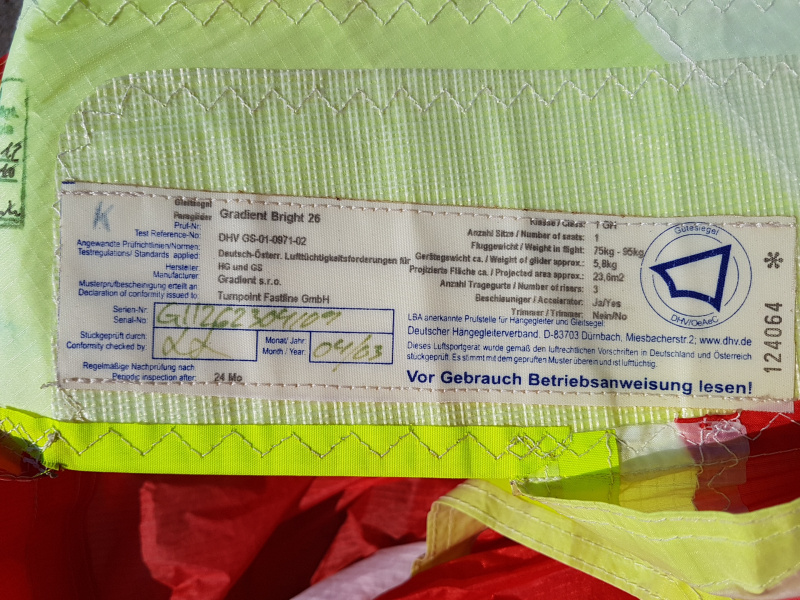 Gleitsegel
Paraglider Gradient Bright 26
Pruf-Nr:
Test Reference-No: DHV GS-01-0971-02
Angewandte Prüfrichtlinien/Normen: Deutsch-Österr. Lufttüchtigkeitsforderungen für
Testregulations/ Standards applied: HG und GS
Hersteller
Manufacturer Gradient s.r.o.
Musterprüfbescheinigung erteilt an
Declaration of conformity issued to: Turnpoint Fastline GmbH
Serien-Nr:
Serial-No:
Stückgeprüft durch:
Conformity checked by:
Monat/ Jahr:
Month / Year: 04/03
Regelmäßige Nachprüfung nach
Periodic inspection after: 24 Mo
Klasse / Class: 1 GH
Anzahl Sitze / Number of seats: 1
Fluggewicht / Weight in flight: 75kg - 95kg
Gerätegewicht ca. / Weight of glider approx.: 5,8kg
Projizierte Fläche ca. / Projected area approx.: 23,6m2
Anzahl Tragegurte / Number of risers: 3
Beschleuniger / Accelerator: Ja/Yes
Trimmer / Trimmer: Nein/No
LBA anerkannte Prüfstelle für Hängegleiter und Gleitsegel:
Deutscher Hängegleiterverband. D-83703 Dürnbach, Miesbacherstr.2; www.dhv.de
Dieses Luftsportgerät wurde gemäß den luftrechtlichen Vorschriften in Deutschland und Österreich
stückgeprüft. Es stimmt mit dem geprüften Muster überein und ist lufttüchtig.
Vor Gebrauch Betriebsanweisung lesen!
Gütesiegel
DHV/OeAeC
124064 *